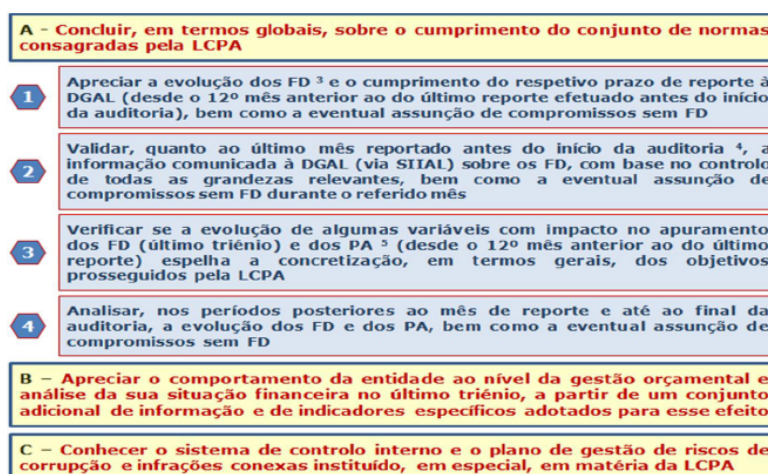 A - Concluir, em termos globais, sobre o cumprimento do conjunto de normas
consagradas pela LCPA
1
Apreciar a evolução dos FD ³ e o cumprimento do respetivo prazo de reporte à
DGAL (desde o 12º mês anterior ao do último reporte efetuado antes do início
da auditoria), bem como a eventual assunção de compromissos sem FD
2
Validar, quanto ao último mês reportado antes do início da auditoria ⁴, a
informação comunicada à DGAL (via SIIAL) sobre os FD, com base no controlo
de todas as grandezas relevantes, bem como a eventual assunção de
compromissos sem FD durante o referido mês
3
Verificar se a evolução de algumas variáveis com impacto no apuramento
dos FD (último triénio) e dos PA ⁵ (desde o 12º mês anterior ao do último
reporte) espelha a concretização, em termos gerais, dos objetivos
prosseguidos pela LCPA
4
Analisar, nos períodos posteriores ao mês de reporte e até ao final da
auditoria, a evolução dos FD e dos PA, bem como a eventual assunção de
compromissos sem FD
B – Apreciar o comportamento da entidade ao nível da gestão orçamental e
análise da sua situação financeira no último triénio, a partir de um conjunto
adicional de informação e de indicadores específicos adotados para esse efeito
C – Conhecer o sistema de controlo interno e o plano de gestão de riscos de
corrupção e infrações conexas instituído, em especial, em matéria da LCPA